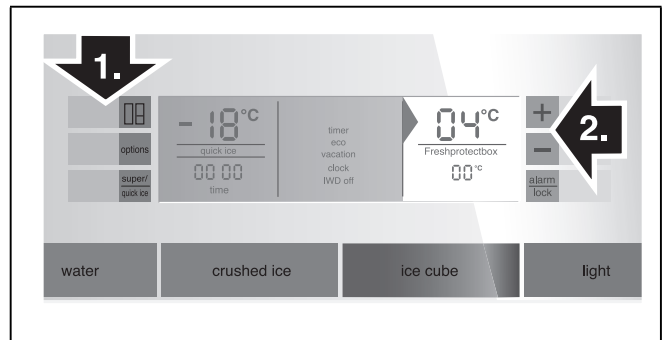 1.
2.
options
super/
quick ice
- 18°C
quick ice
00 00
time
timer
eco
vacation
clock
IWD off
04°C
Freshprotectbox
00°C
+
-
alarm
lock
water
crushed ice
ice cube
light